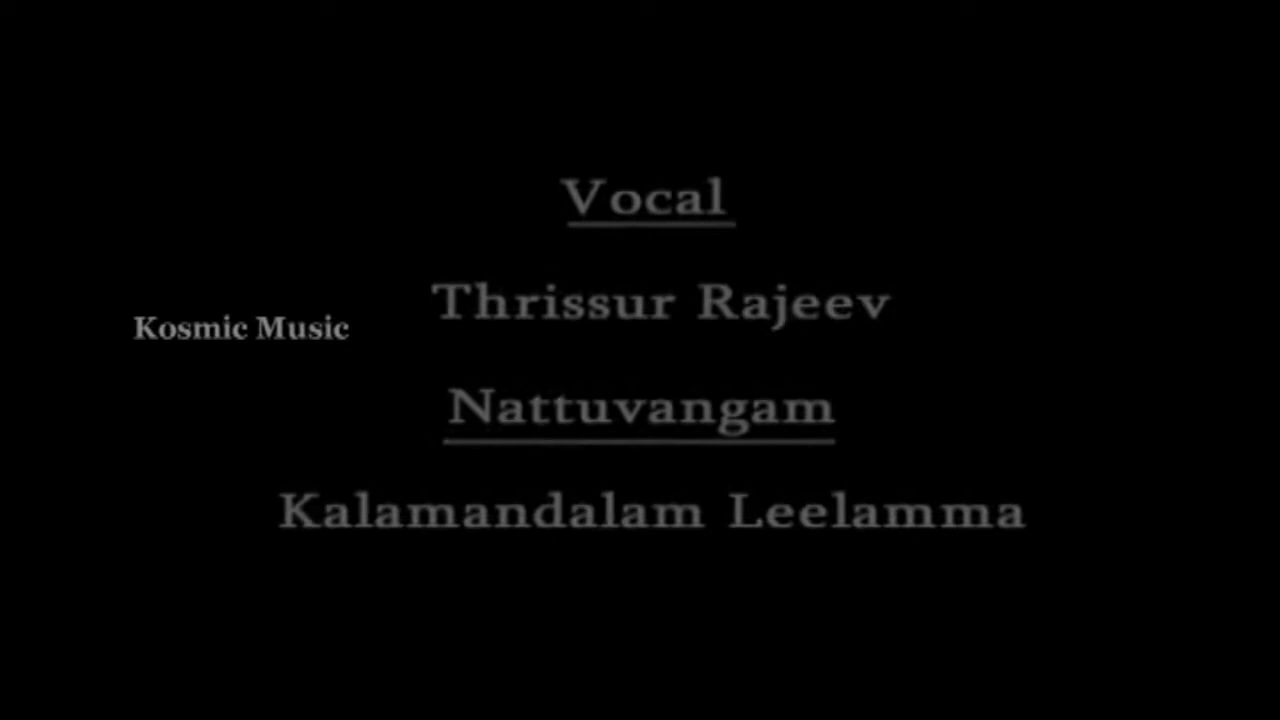 Vocal
Thrissur Rajeev
Kosmic Music
Nattuvangam
Kalamandalam Leelamma